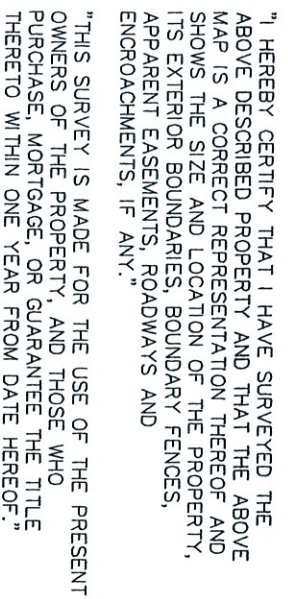 "I HEREBY CERTIFY THAT I HAVE SURVEYED THE
ABOVE DESCRIBED PROPERTY AND THAT THE ABOVE
MAP IS A CORRECT REPRESENTATION THEREOF AND
SHOWS THE SIZE AND LOCATION OF THE PROPERTY,
ITS EXTERIOR BOUNDARIES, BOUNDARY FENCES,
APPARENT EASEMENTS, ROADWAYS AND
ENCROACHMENTS, IF ANY."
"THIS SURVEY IS MADE FOR THE USE OF THE PRESENT
OWNERS OF THE PROPERTY, AND THOSE WHO
PURCHASE, MORTGAGE, OR GUARANTEE THE TITLE
THERETO WITHIN ONE YEAR FROM DATE HEREOF."